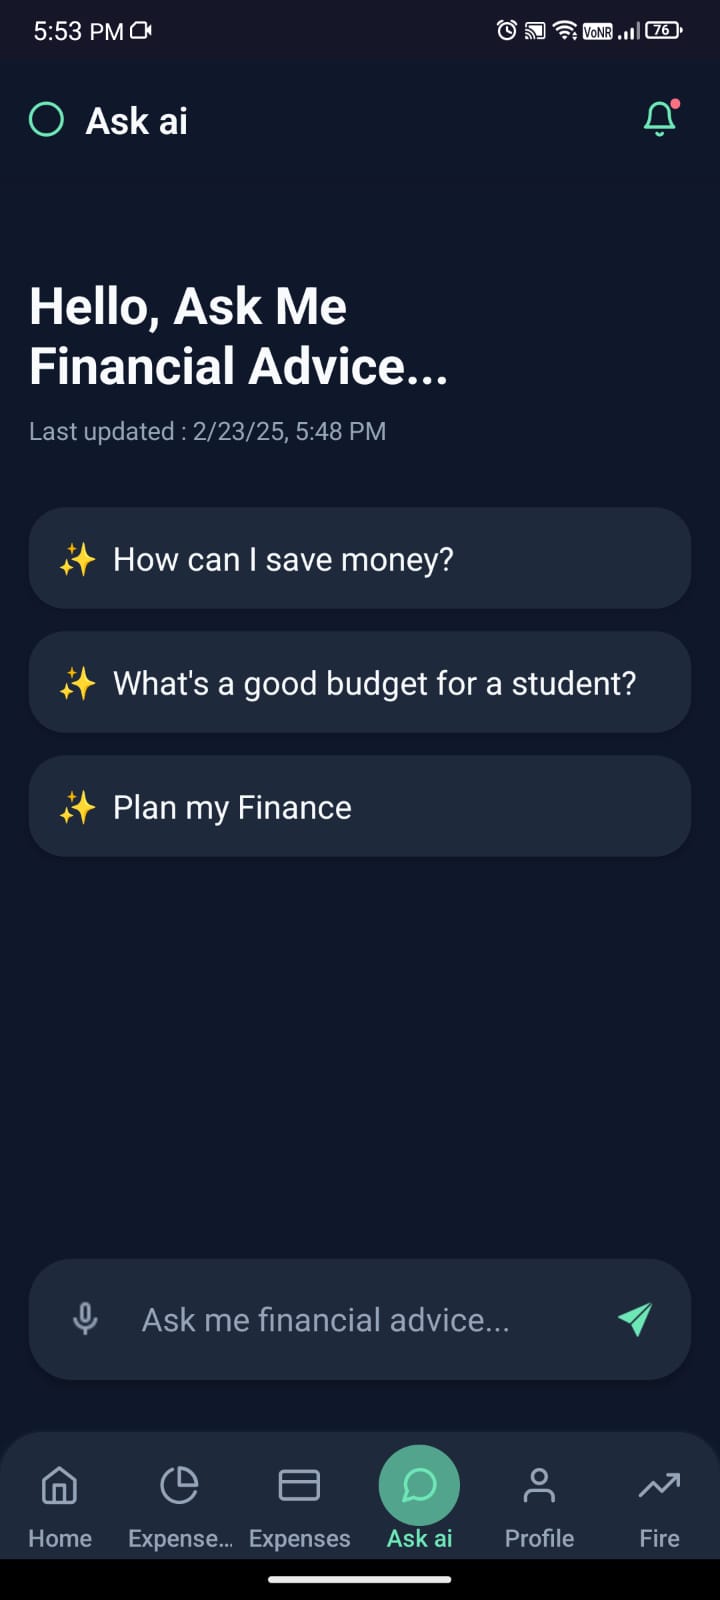 5:53 PM
VoNR
76
Ask ai
Hello, Ask Me
Financial Advice...
Last updated : 2/23/25, 5:48 PM
✨ How can I save money?
✨ What's a good budget for a student?
✨ Plan my Finance
Ask me financial advice...
Home Expense... Expenses Ask ai Profile Fire